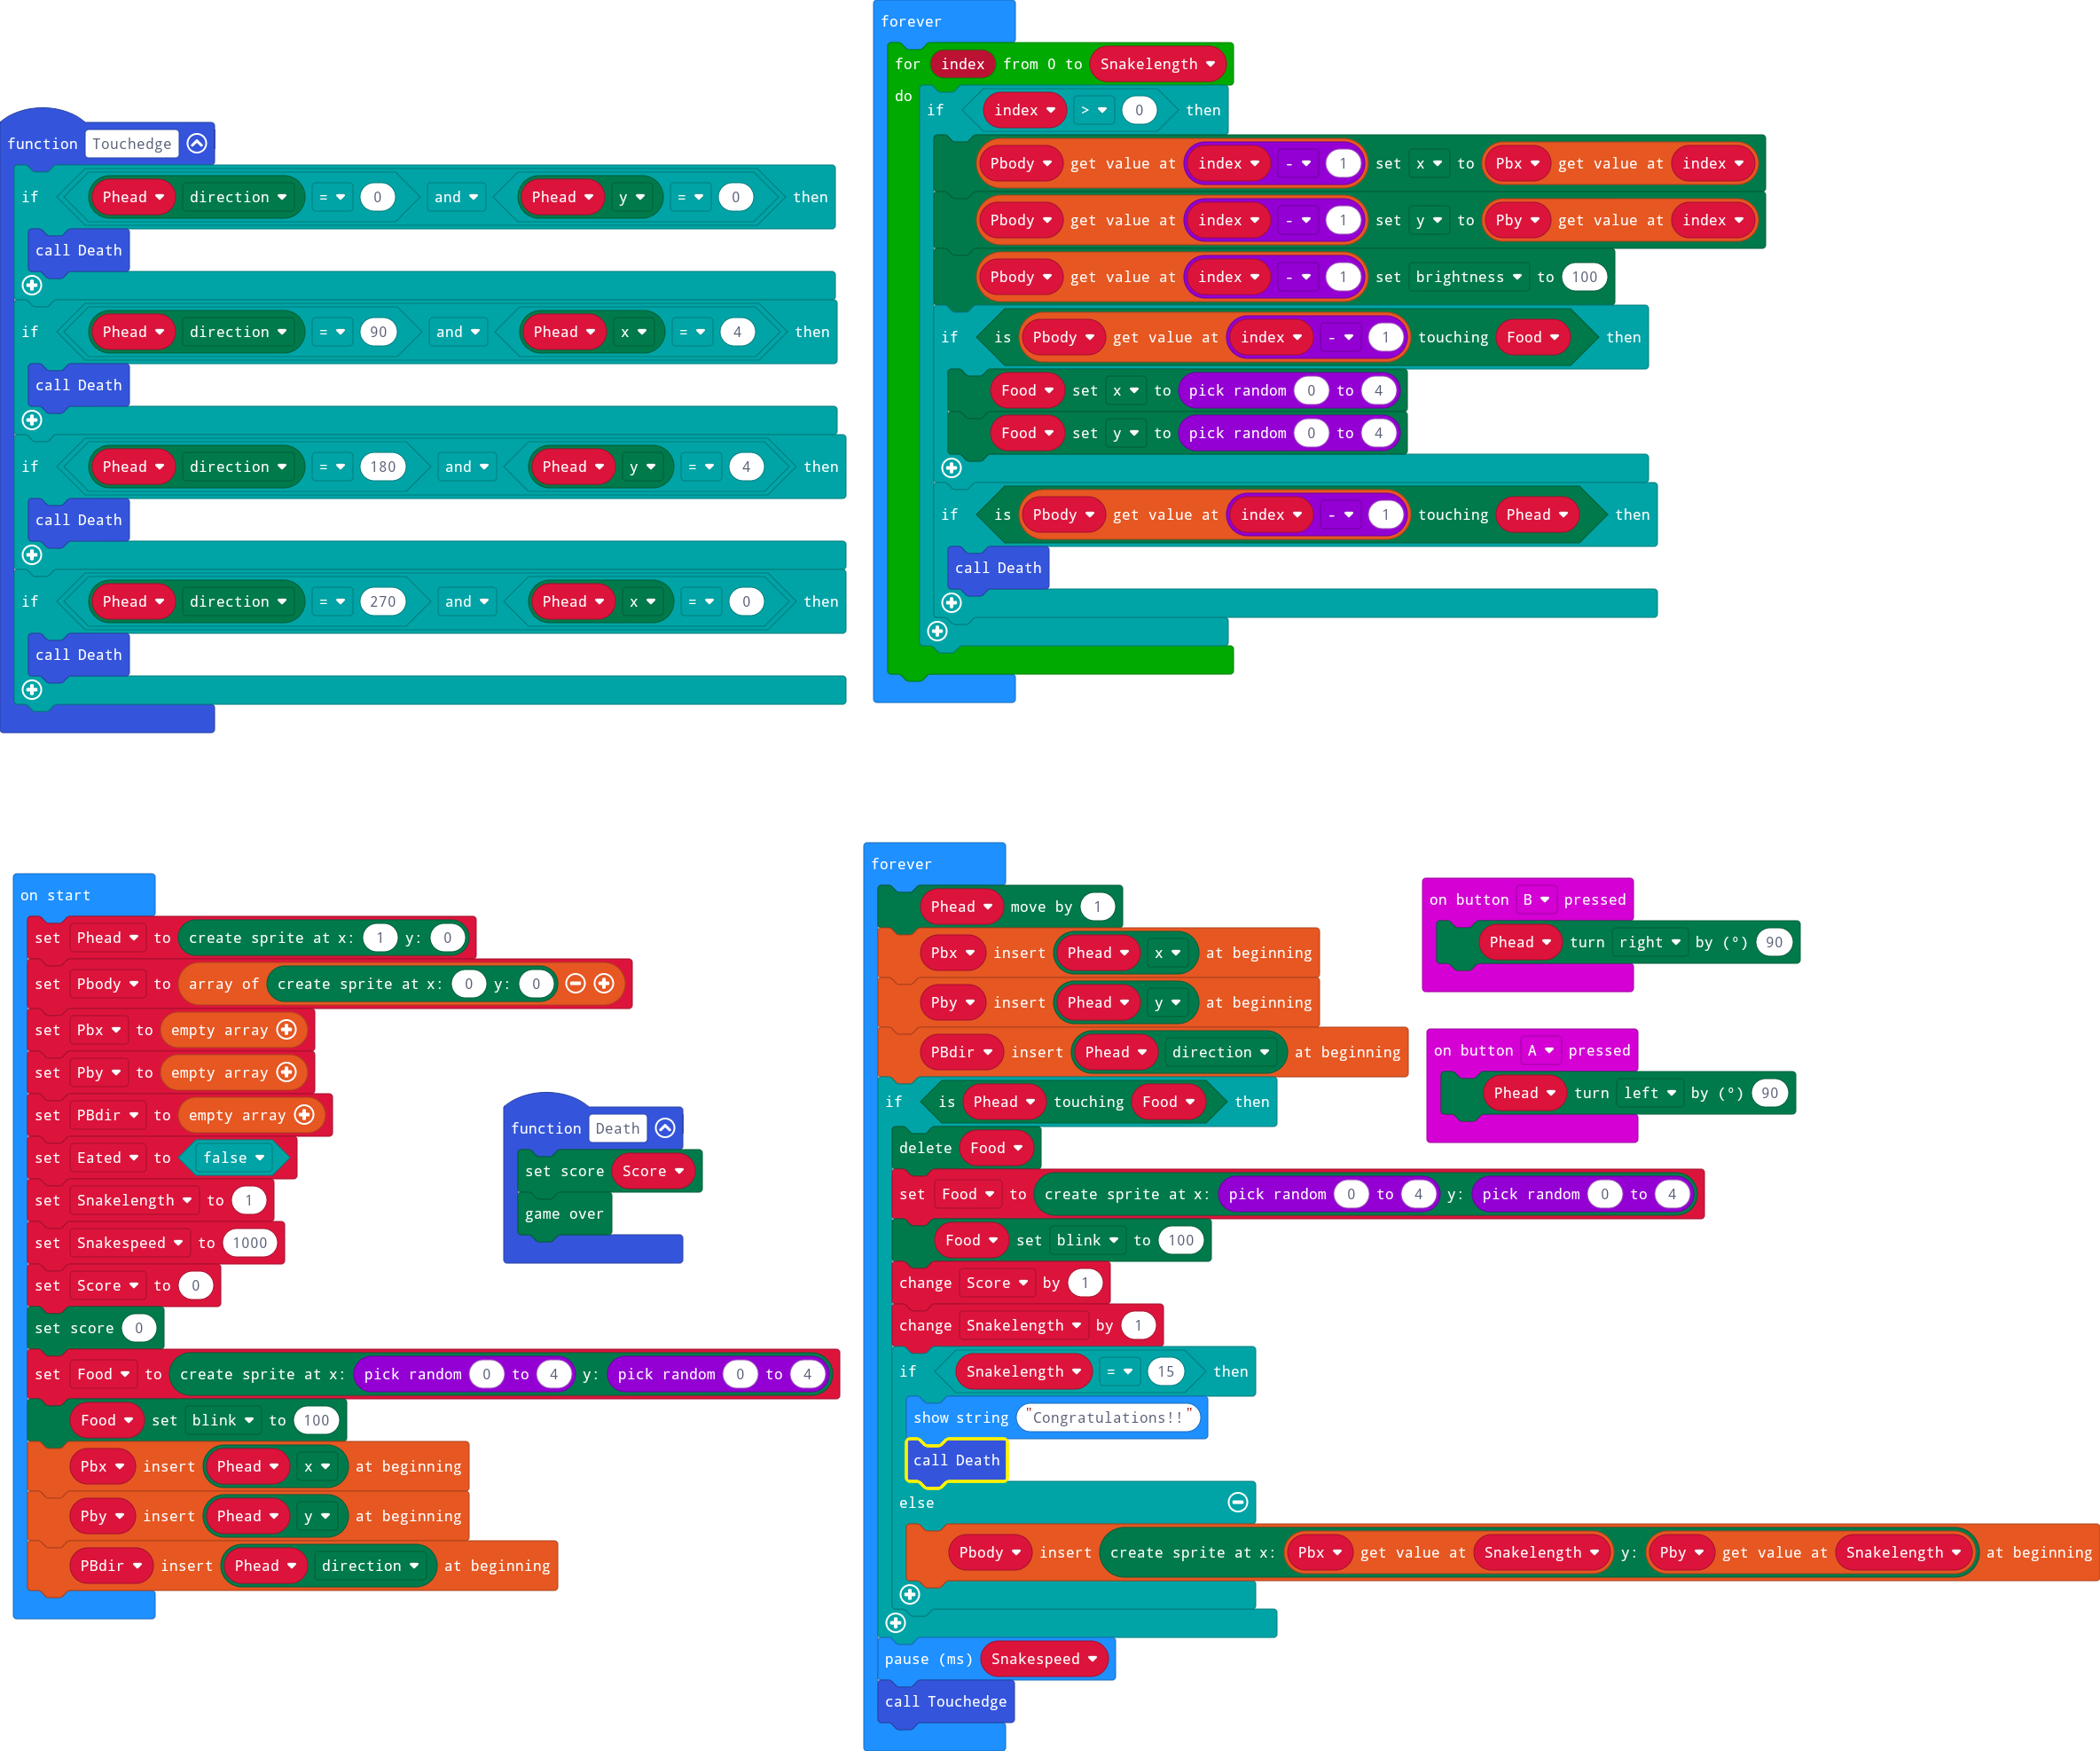 function Touchedge
if Phead direction = 0 and Phead y = 0 then
call Death
if Phead direction = 90 and Phead x = 4 then
call Death
if Phead direction = 180 and Phead y = 4 then
call Death
if Phead direction = 270 and Phead x = 0 then
call Death
forever
for index from 0 to Snakelength
do
if index > 0 then
Pbody get value at index - 1 set x to Pbx get value at index
Pbody get value at index - 1 set y to Pby get value at index
Pbody get value at index - 1 set brightness to 100
if is Pbody get value at index - 1 touching Food then
Food set x to pick random 0 to 4
Food set y to pick random 0 to 4
if is Pbody get value at index - 1 touching Phead then
call Death
on start
set Phead to create sprite at x: 1 y: 0
set Pbody to array of create sprite at x: 0 y: 0
set Pbx to empty array
set Pby to empty array
set PBdir to empty array
set Eated to false
set Snakelength to 1
set Snakespeed to 1000
set Score to 0
set score 0
set Food to create sprite at x: pick random 0 to 4 y: pick random 0 to 4
Food set blink to 100
Pbx insert Phead x at beginning
Pby insert Phead y at beginning
PBdir insert Phead direction at beginning
function Death
set score Score
game over
forever
Phead move by 1
Pbx insert Phead x at beginning
Pby insert Phead y at beginning
PBdir insert Phead direction at beginning
if is Phead touching Food then
delete Food
set Food to create sprite at x: pick random 0 to 4 y: pick random 0 to 4
Food set blink to 100
change Score by 1
change Snakelength by 1
if Snakelength = 15 then
show string "Congratulations!!"
call Death
else
Pbody insert create sprite at x: Pbx get value at Snakelength y: Pby get value at Snakelength at beginning
pause (ms) Snakespeed
call Touchedge
on button B pressed
Phead turn right by (°) 90
on button A pressed
Phead turn left by (°) 90